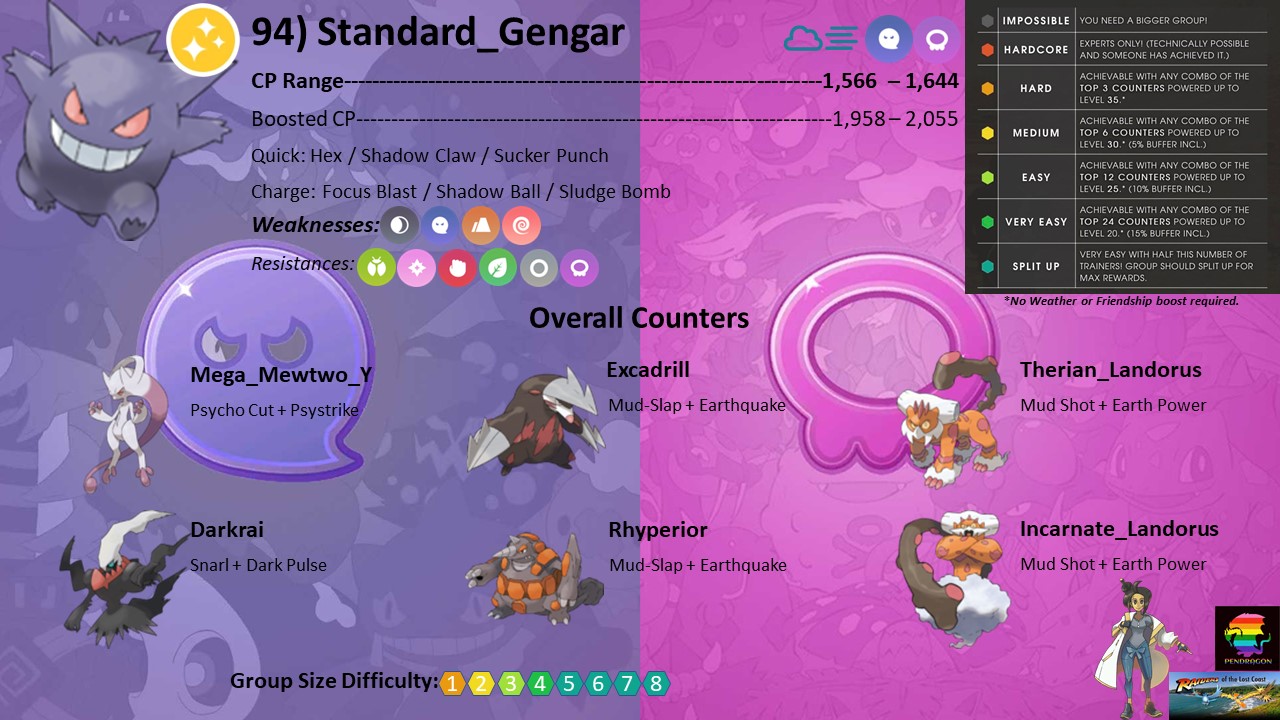 94) Standard_Gengar
CP Range--------------------------------------------------------------------------------1,566 – 1,644
Boosted CP--------------------------------------------------------------------------------1,958 – 2,055
Quick: Hex / Shadow Claw / Sucker Punch
Charge: Focus Blast / Shadow Ball / Sludge Bomb
Weaknesses:
Resistances:
IMPOSSIBLE YOU NEED A BIGGER GROUP!
HARDCORE EXPERTS ONLY! (TECHNICALLY POSSIBLE
AND SOMEONE HAS ACHIEVED IT.)
HARD ACHIEVABLE WITH ANY COMBO OF THE
TOP 3 COUNTERS POWERED UP TO
LEVEL 35.*
MEDIUM ACHIEVABLE WITH ANY COMBO OF THE
TOP 6 COUNTERS POWERED UP TO
LEVEL 30.* (5% BUFFER INCL.)
EASY ACHIEVABLE WITH ANY COMBO OF THE
TOP 12 COUNTERS POWERED UP TO
LEVEL 25.* (10% BUFFER INCL.)
VERY EASY ACHIEVABLE WITH ANY COMBO OF THE
TOP 24 COUNTERS POWERED UP TO
LEVEL 20.* (15% BUFFER INCL.)
SPLIT UP VERY EASY WITH HALF THIS NUMBER OF
TRAINERS! GROUP SHOULD SPLIT UP FOR
MAX REWARDS.
*No Weather or Friendship boost required.
Overall Counters
Mega_Mewtwo_Y
Psycho Cut + Psystrike
Excadrill
Mud-Slap + Earthquake
Therian_Landorus
Mud Shot + Earth Power
Darkrai
Snarl + Dark Pulse
Rhyperior
Mud-Slap + Earthquake
Incarnate_Landorus
Mud Shot + Earth Power
Group Size Difficulty: 1 2 3 4 5 6 7 8
PENDRAGON
RAIDERS of the Lost Coast